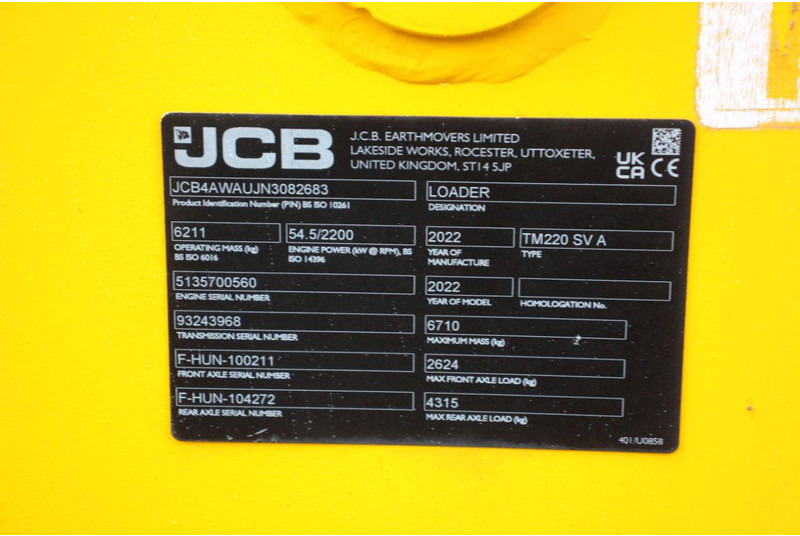 JCB
J.C.B. EARTHMOVERS LIMITED
LAKESIDE WORKS, ROCESTER, UTTOXETER,
UNITED KINGDOM, ST14 5JP
UK
CA CE
JCB4AWAUJN3082683
Product Identification Number (PIN) BS ISO 10261
LOADER
DESIGNATION
6211
OPERATING MASS (kg)
BS ISO 6016
54.5/2200
ENGINE POWER (kW @ RPM), BS
ISO 14396
2022
YEAR OF
MANUFACTURE
TM220 SV A
TYPE
5135700560
ENGINE SERIAL NUMBER
2022
YEAR OF MODEL
HOMOLOGATION No.
93243968
TRANSMISSION SERIAL NUMBER
6710
MAXIMUM MASS (kg)
F-HUN-100211
FRONT AXLE SERIAL NUMBER
2624
MAX FRONT AXLE LOAD (kg)
F-HUN-104272
REAR AXLE SERIAL NUMBER
4315
MAX REAR AXLE LOAD (kg)
401/U0858